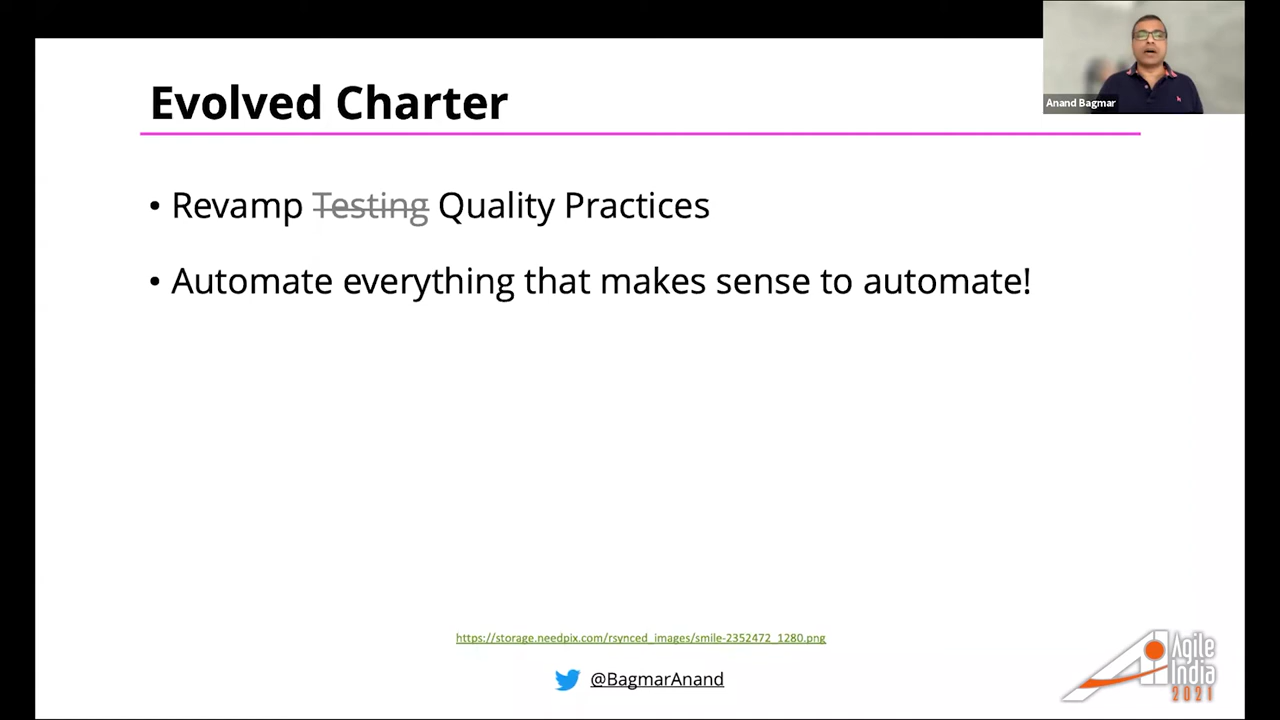 Evolved Charter
Anand Bagmar
• Revamp Testing Quality Practices
• Automate everything that makes sense to automate!
https://storage.needpix.com/rsynced_images/smile-2352472_1280.png
@BagmarAnand
Agile
India
2021